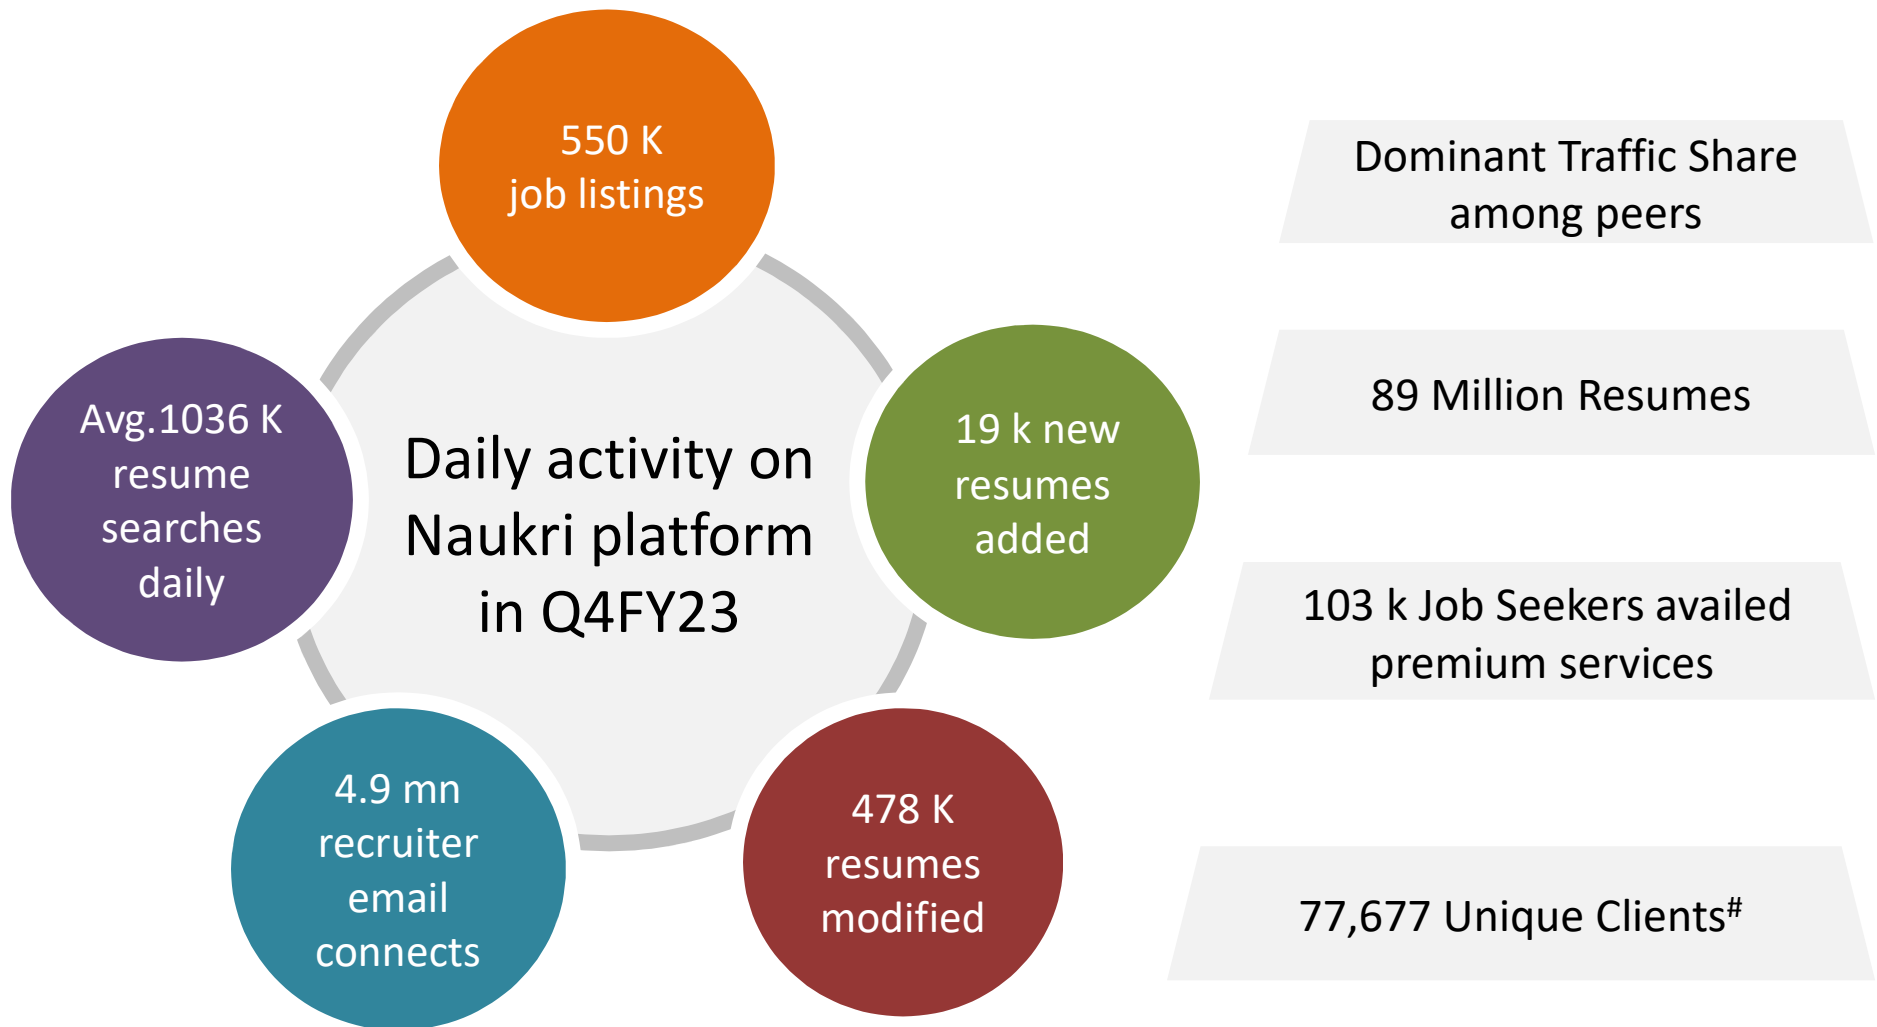 550 K
job listings
Avg.1036 K
resume
searches
daily
Daily activity on
Naukri platform
in Q4FY23
19 k new
resumes
added
4.9 mn
recruiter
email
connects
478 K
resumes
modified
Dominant Traffic Share
among peers
89 Million Resumes
103 k Job Seekers availed
premium services
77,677 Unique Clients#